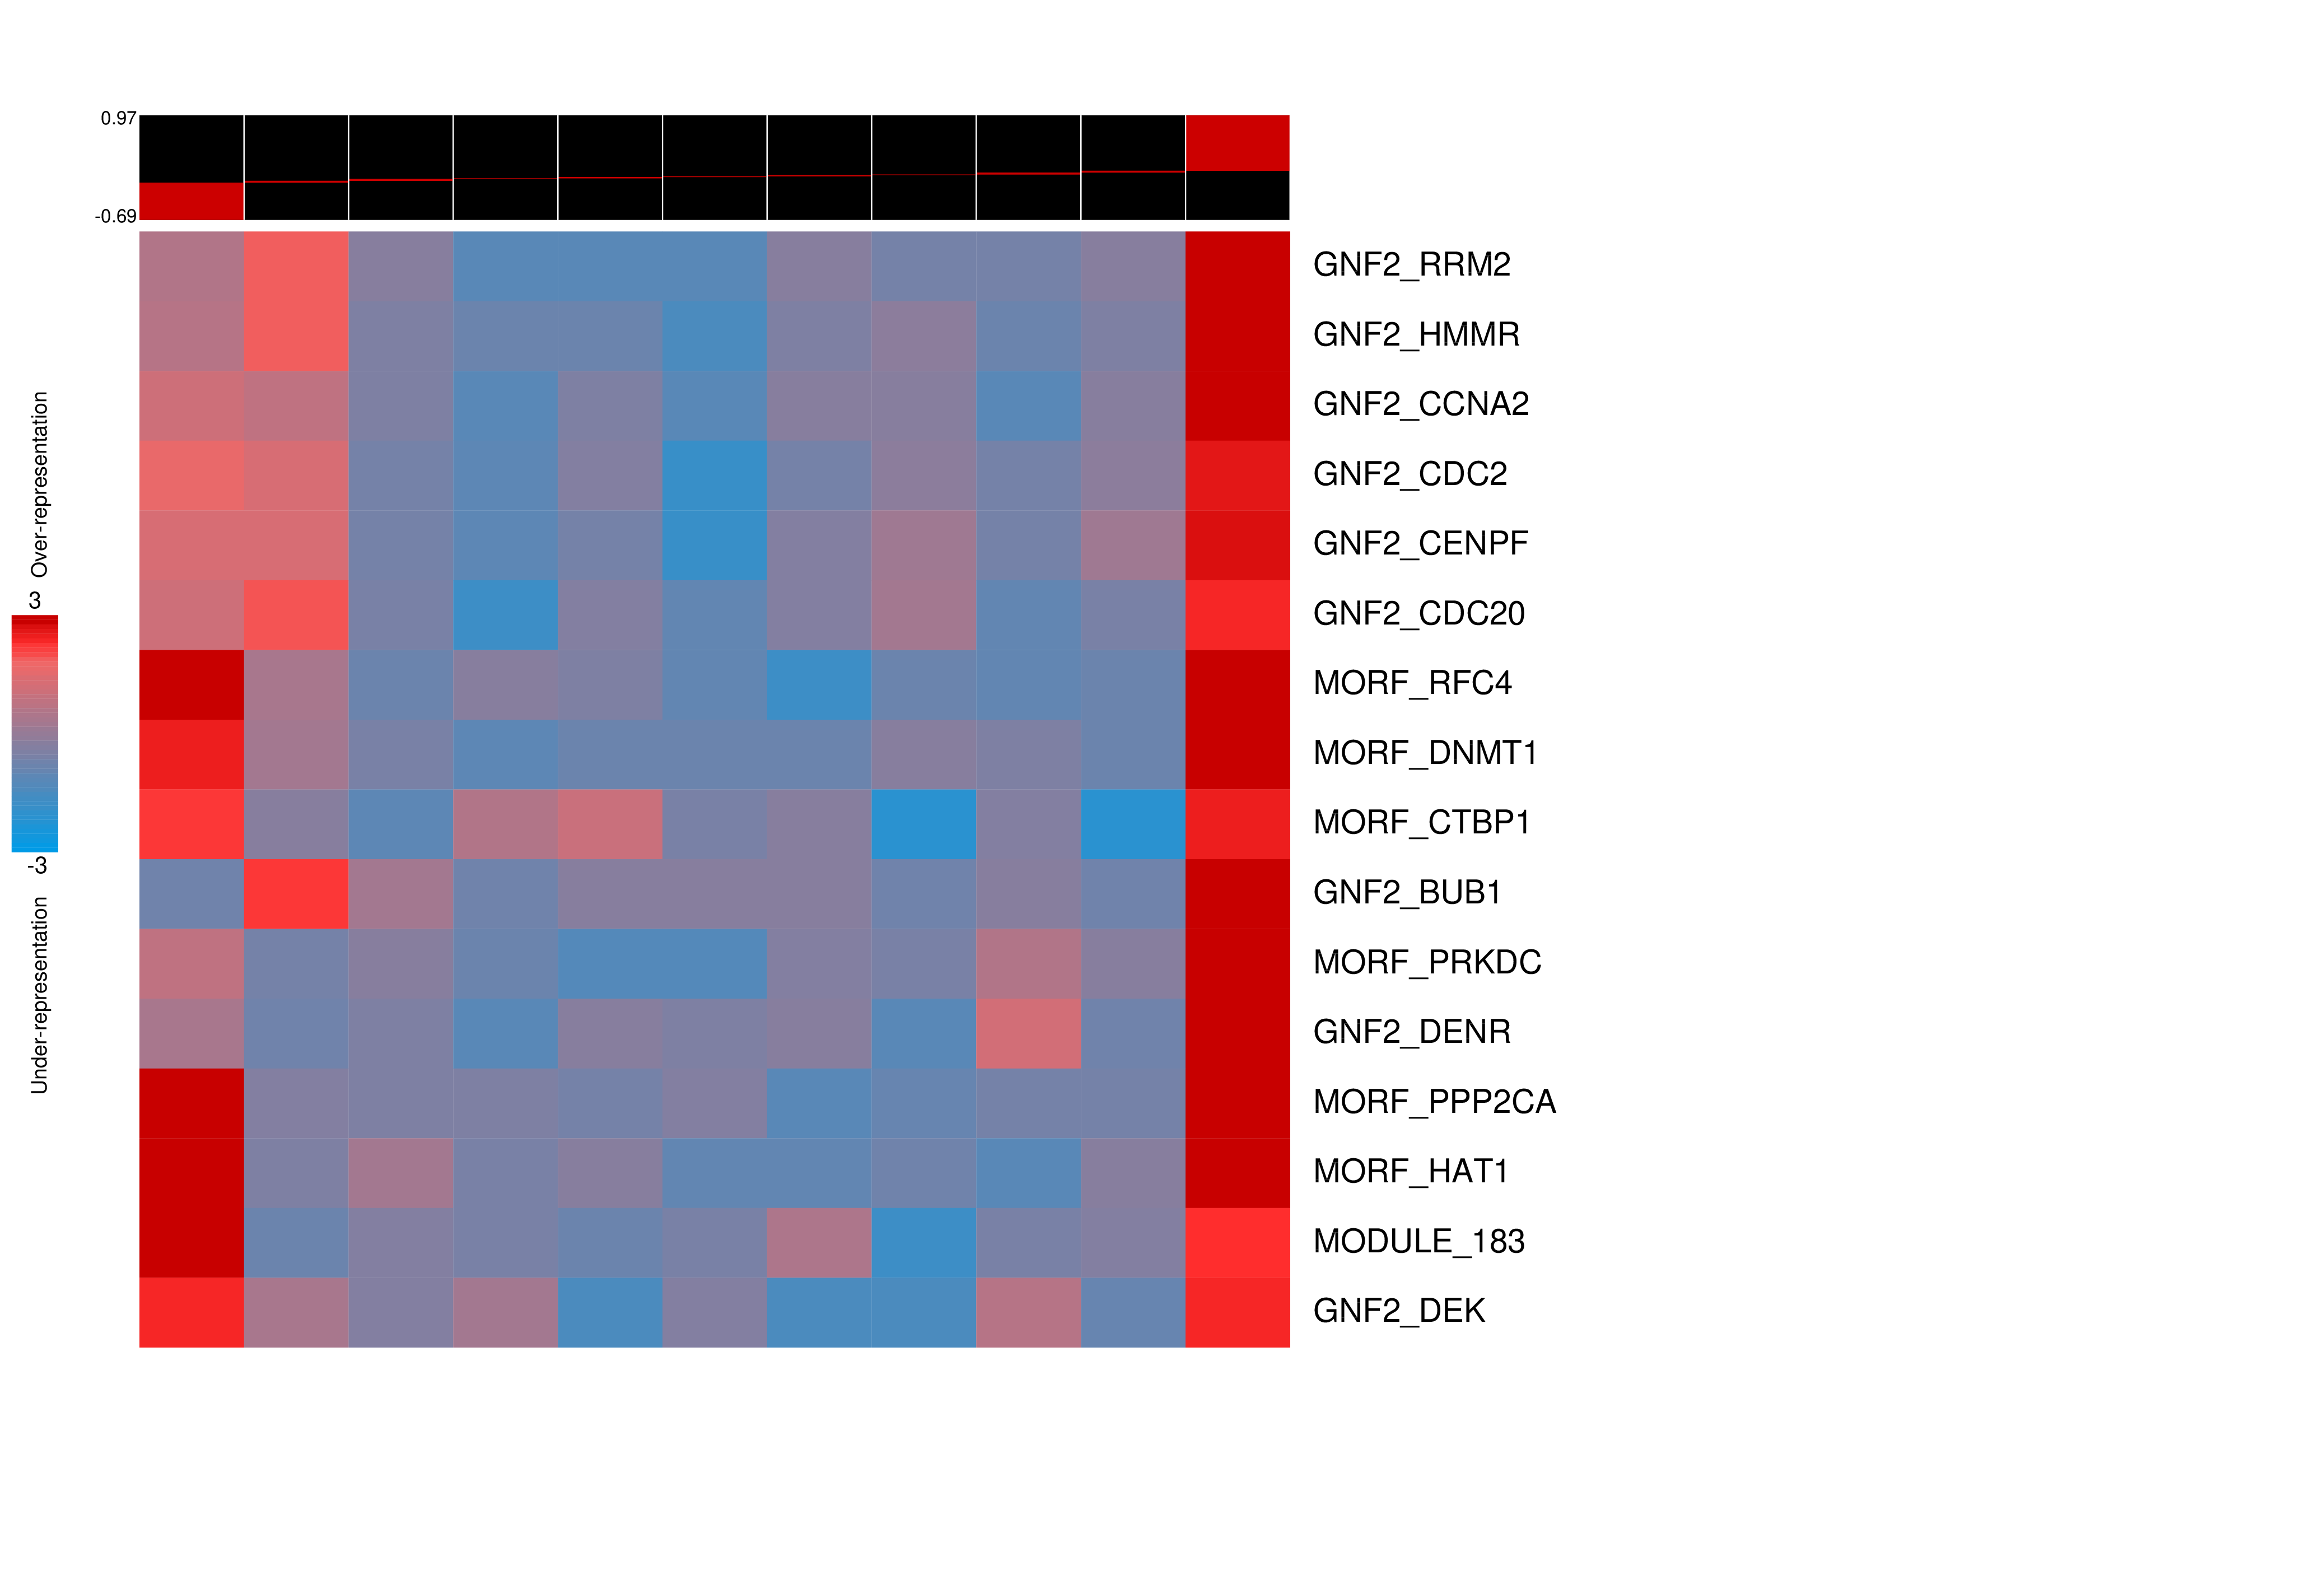 0.97
-0.69
GNF2_RRM2
GNF2_HMMR
GNF2_CCNA2
GNF2_CDC2
GNF2_CENPF
GNF2_CDC20
MORF_RFC4
MORF_DNMT1
MORF_CTBP1
GNF2_BUB1
MORF_PRKDC
GNF2_DENR
MORF_PPP2CA
MORF_HAT1
MODULE_183
GNF2_DEK
Over-representation
3
-3
Under-representation